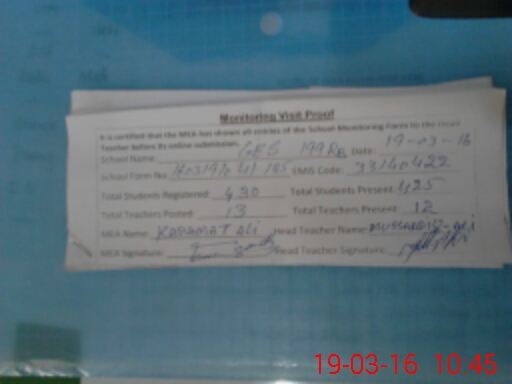 Monitoring Visit Proof
It is certified that the MEA has shown all entries of the School Monitoring Form to the Head
Teacher before its online submission.
School Name: GES 199 RB Date: 19-03-16
School Form No EMIS Code: 33140422
Total Students Registered: 430 Total Students Present: 425
Total Teachers Posted: 13 Total Teachers Present: 12
MEA Name: KARAMAT ALI Head Teacher Name: ALI
MEA Signature: Head Teacher Signature:
19-03-16 10:45